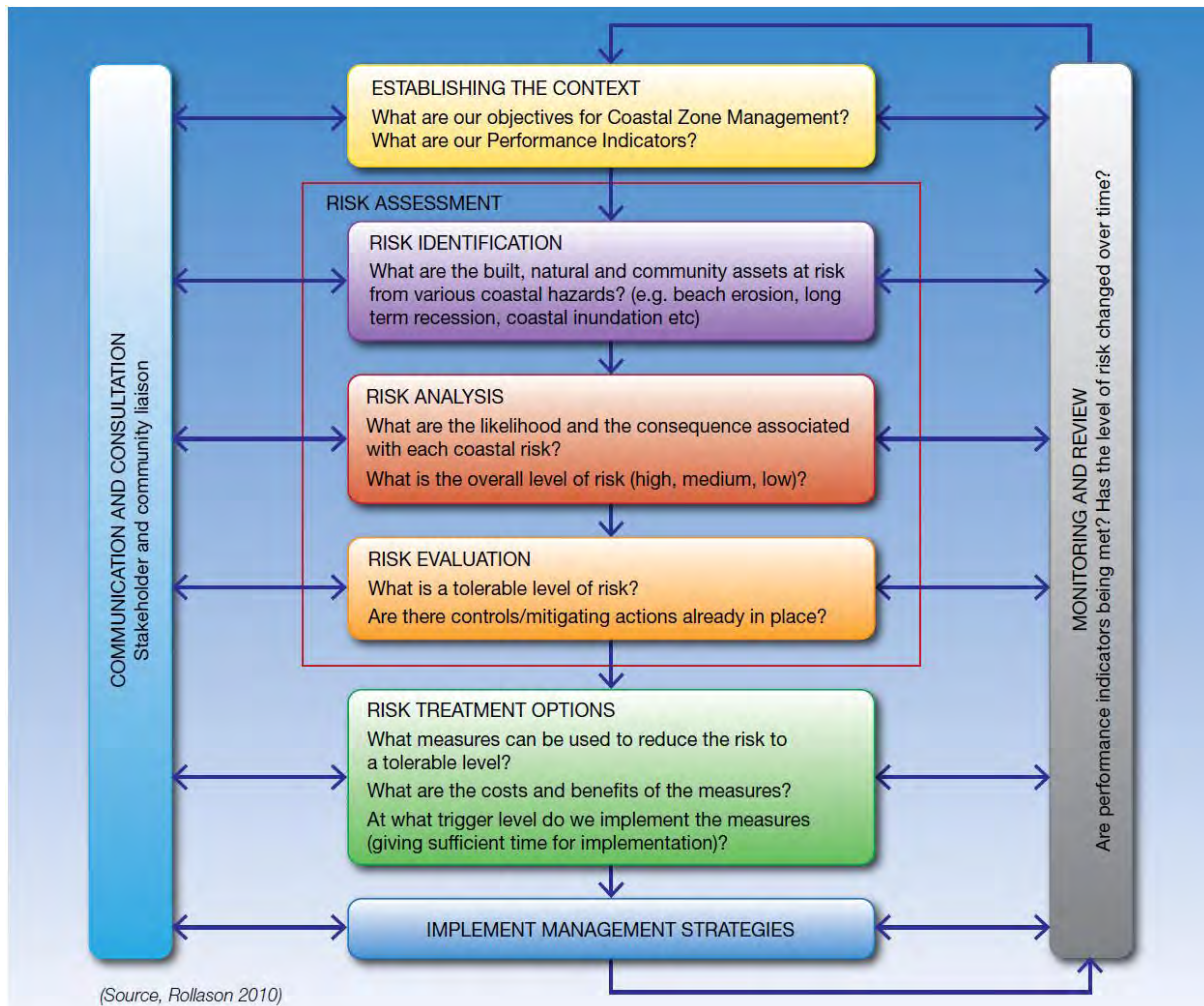 ESTABLISHING THE CONTEXT
What are our objectives for Coastal Zone Management?
What are our Performance Indicators?
RISK ASSESSMENT
RISK IDENTIFICATION
What are the built, natural and community assets at risk
from various coastal hazards? (e.g. beach erosion, long
term recession, coastal inundation etc)
RISK ANALYSIS
What are the likelihood and the consequence associated
with each coastal risk?
What is the overall level of risk (high, medium, low)?
RISK EVALUATION
What is a tolerable level of risk?
Are there controls/mitigating actions already in place?
RISK TREATMENT OPTIONS
What measures can be used to reduce the risk to
a tolerable level?
What are the costs and benefits of the measures?
At what trigger level do we implement the measures
(giving sufficient time for implementation)?
IMPLEMENT MANAGEMENT STRATEGIES
COMMUNICATION AND CONSULTATION
Stakeholder and community liaison
MONITORING AND REVIEW
Are performance indicators being met? Has the level of risk changed over time?
(Source, Rollason 2010)